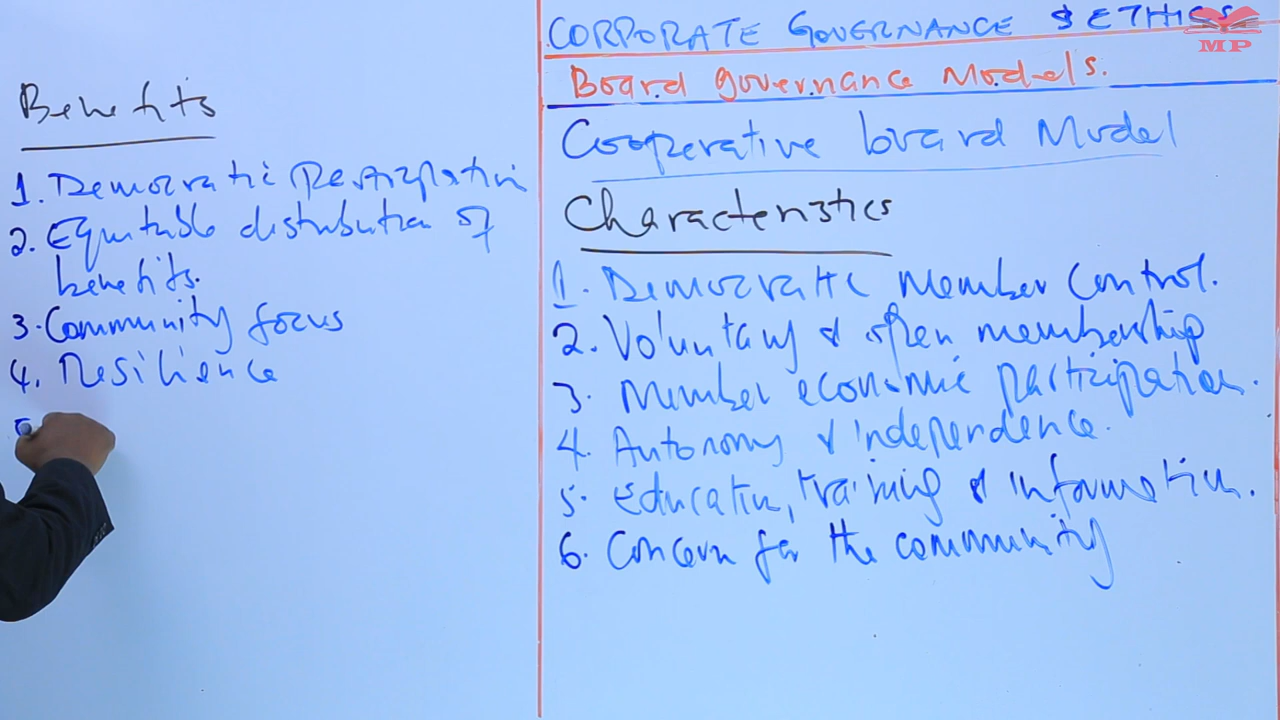 CORPORATE GOVERNANCE & ETHICS
MP
Board governance Models.
Cooperative board Model
Characteristics
1. Democratic member control.
2. Voluntary & open membership
3. Member economic participation.
4. Autonomy & independence.
5. Education, training & information.
6. Concern for the community
Benefits
1. Democratic participation
2. Equitable distribution of
benefits.
3. Community focus
4. Resilience
5